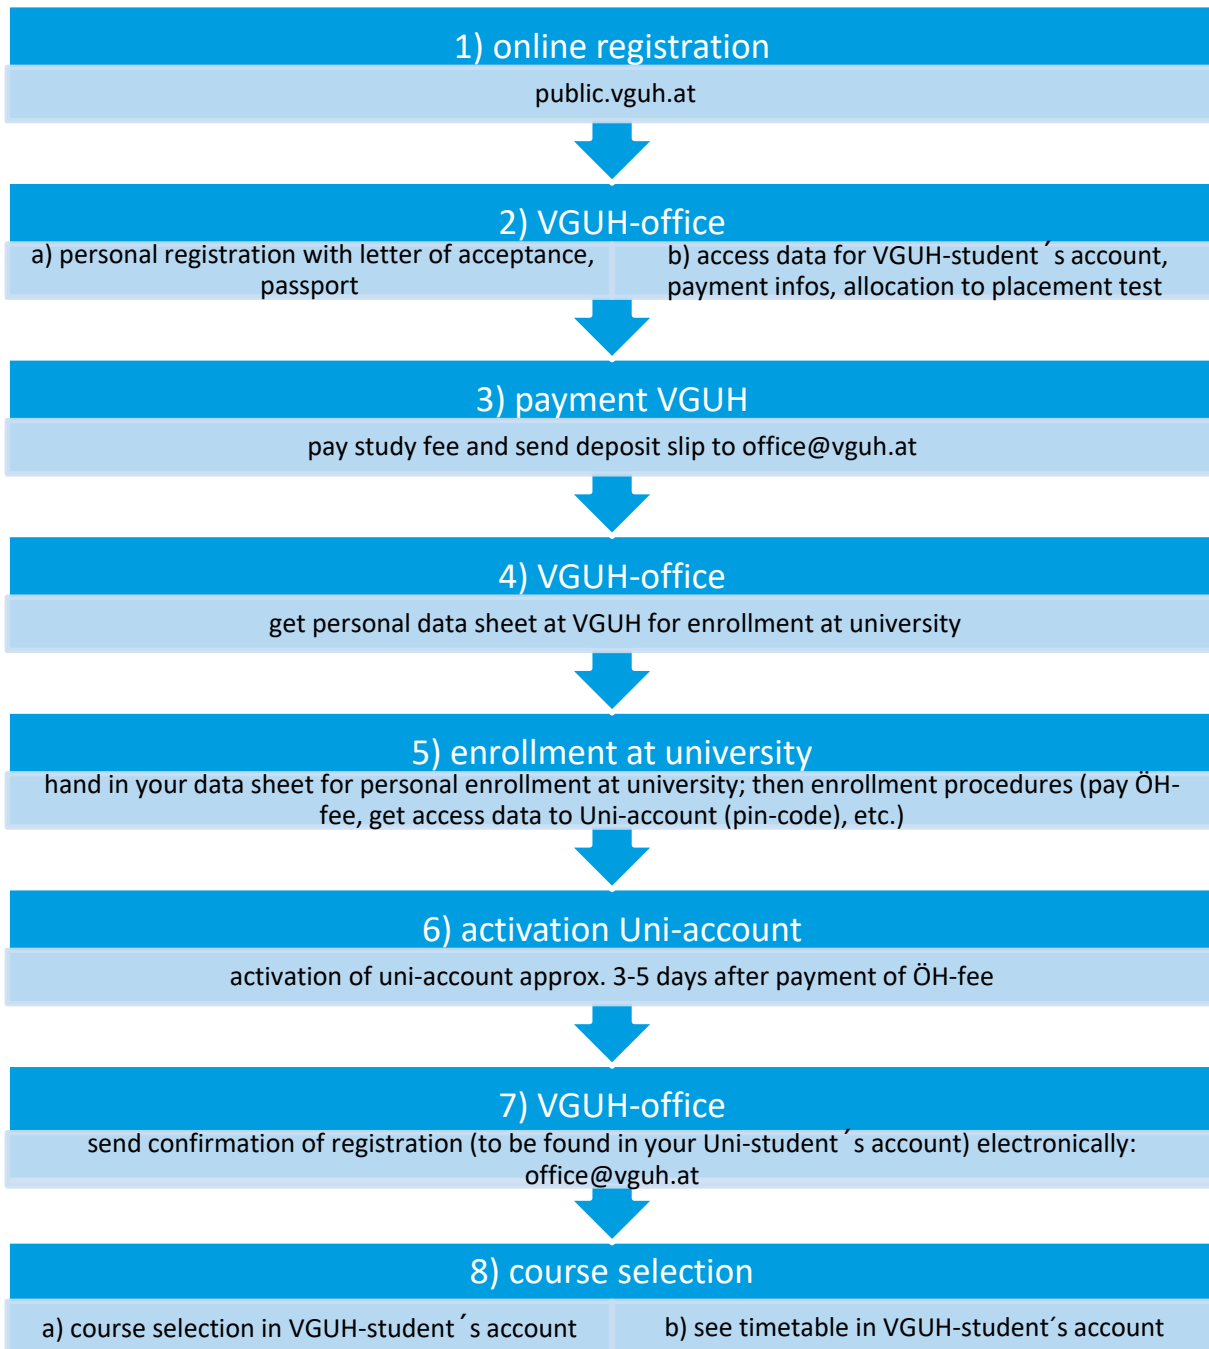 1) online registration
public.vguh.at
2) VGUH-office
a) personal registration with letter of acceptance,
passport
b) access data for VGUH-student´s account,
payment infos, allocation to placement test
3) payment VGUH
pay study fee and send deposit slip to office@vguh.at
4) VGUH-office
get personal data sheet at VGUH for enrollment at university
5) enrollment at university
hand in your data sheet for personal enrollment at university; then enrollment procedures (pay ÖH-
fee, get access data to Uni-account (pin-code), etc.)
6) activation Uni-account
activation of uni-account approx. 3-5 days after payment of ÖH-fee
7) VGUH-office
send confirmation of registration (to be found in your Uni-student´s account) electronically:
office@vguh.at
8) course selection
a) course selection in VGUH-student´s account
b) see timetable in VGUH-student´s account